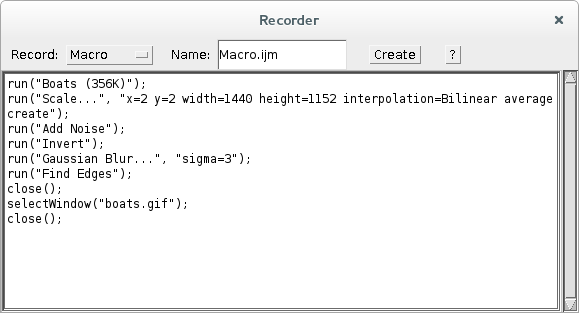 Recorder
Record: Macro Name: Macro.ijm Create ?
run("Boats (356K)");
run("Scale...", "x=2 y=2 width=1440 height=1152 interpolation=Bilinear average
create");
run("Add Noise");
run("Invert");
run("Gaussian Blur...", "sigma=3");
run("Find Edges");
close();
selectWindow("boats.gif");
close();